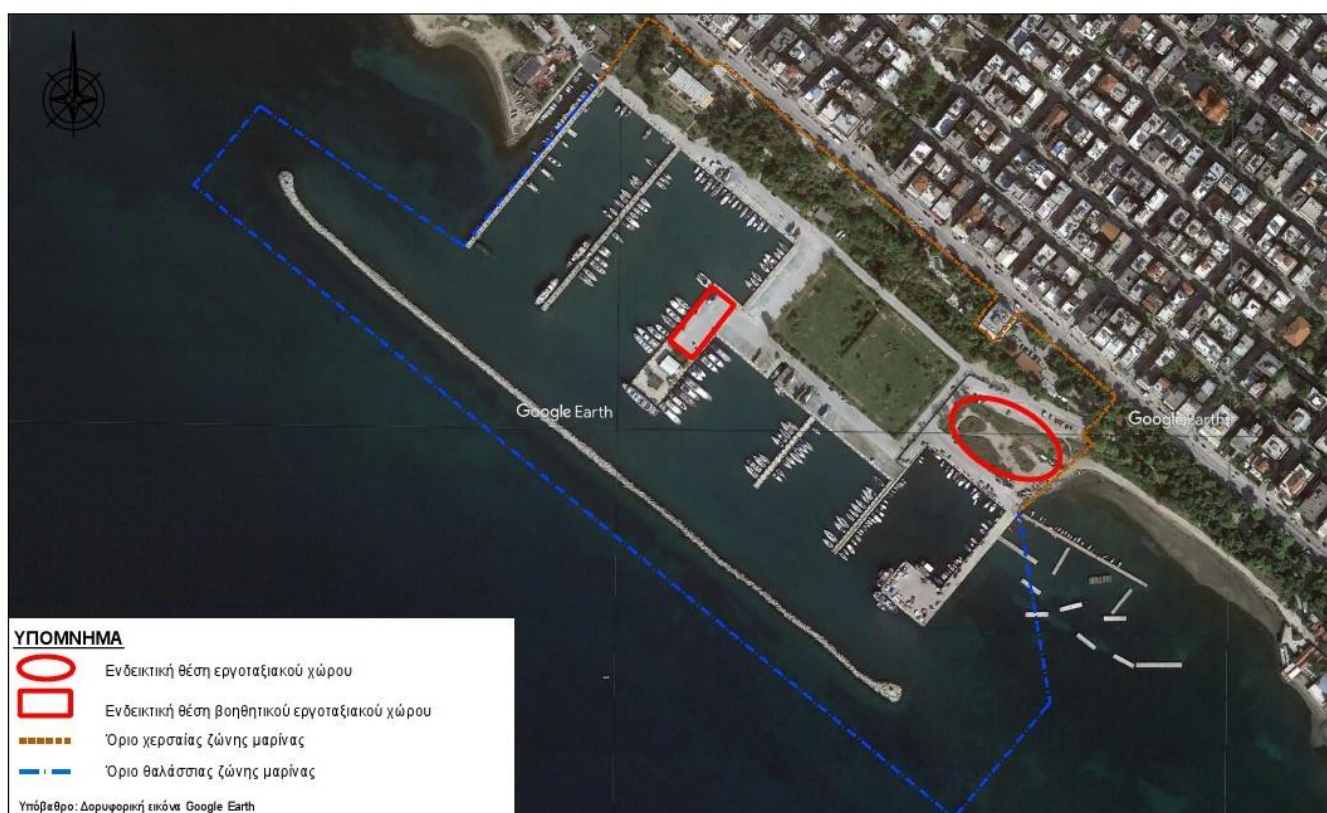 Google Earth
Google Earth
ΥΠΟΜΝΗΜΑ
Ενδεικτική θέση εργοταξιακού χώρου
Ενδεικτική θέση βοηθητικού εργοταξιακού χώρου
Όριο χερσαίας ζώνης μαρίνας
Όριο θαλάσσιας ζώνης μαρίνας
Υπόβαθρο: Δορυφορική εικόνα Google Earth